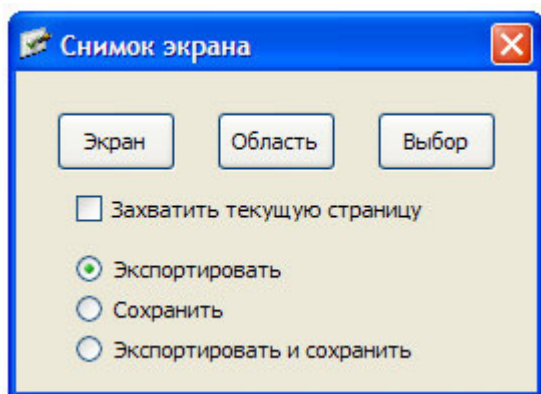 Снимок экрана
Экран Область Выбор
Захватить текущую страницу
Экспортировать
Сохранить
Экспортировать и сохранить